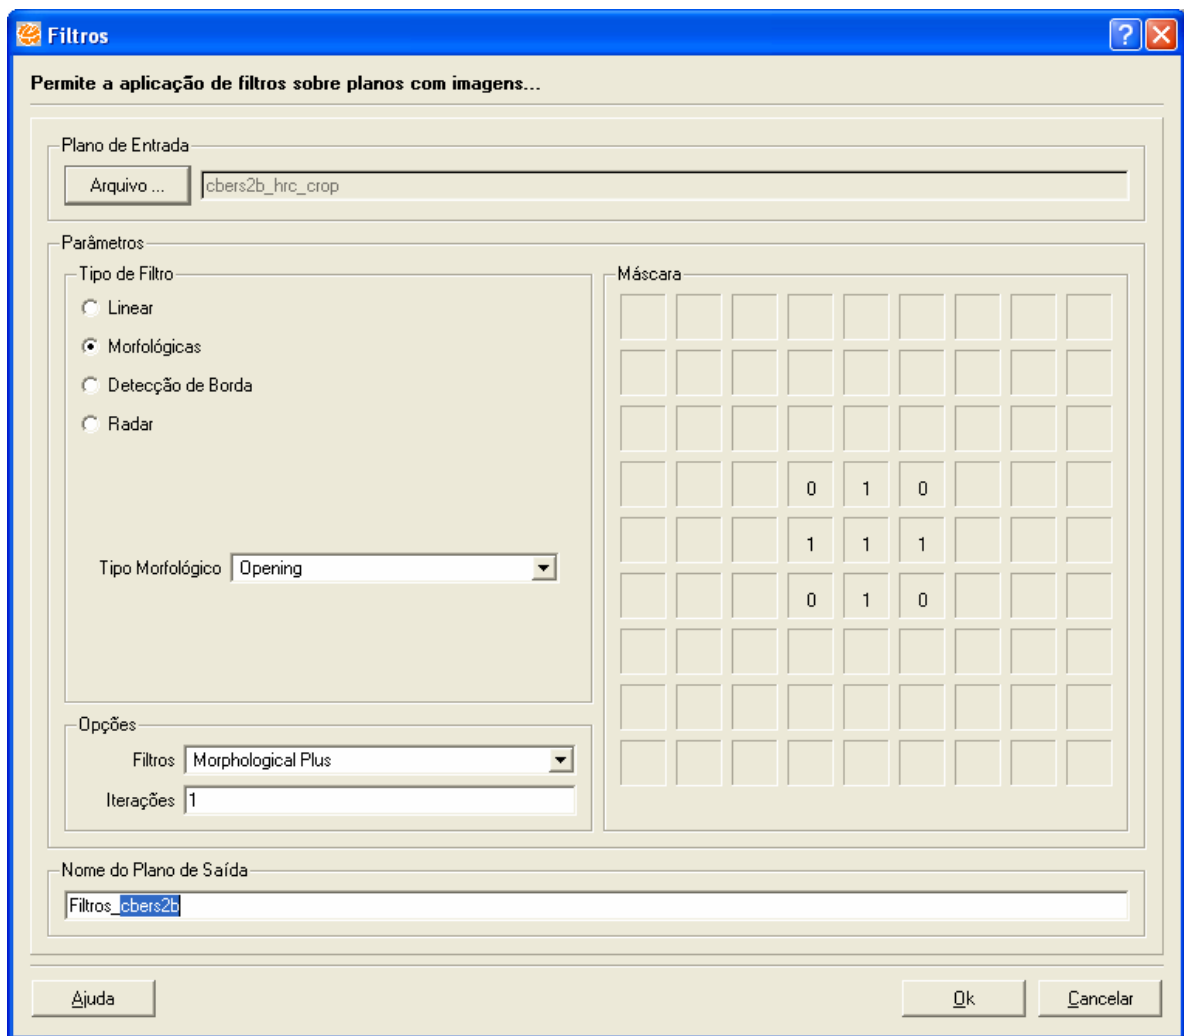 Filtros
Permite a aplicação de filtros sobre planos com imagens...
Plano de Entrada
Arquivo ... cbers2b_hrc_crop
Parâmetros
Tipo de Filtro
Linear
Morfológicas
Detecção de Borda
Radar
Tipo Morfológico Opening
Opções
Filtros Morphological Plus
Iterações 1
Máscara
0 1 0
1 1 1
0 1 0
Nome do Plano de Saída
Filtros_cbers2b
Ajuda Ok Cancelar